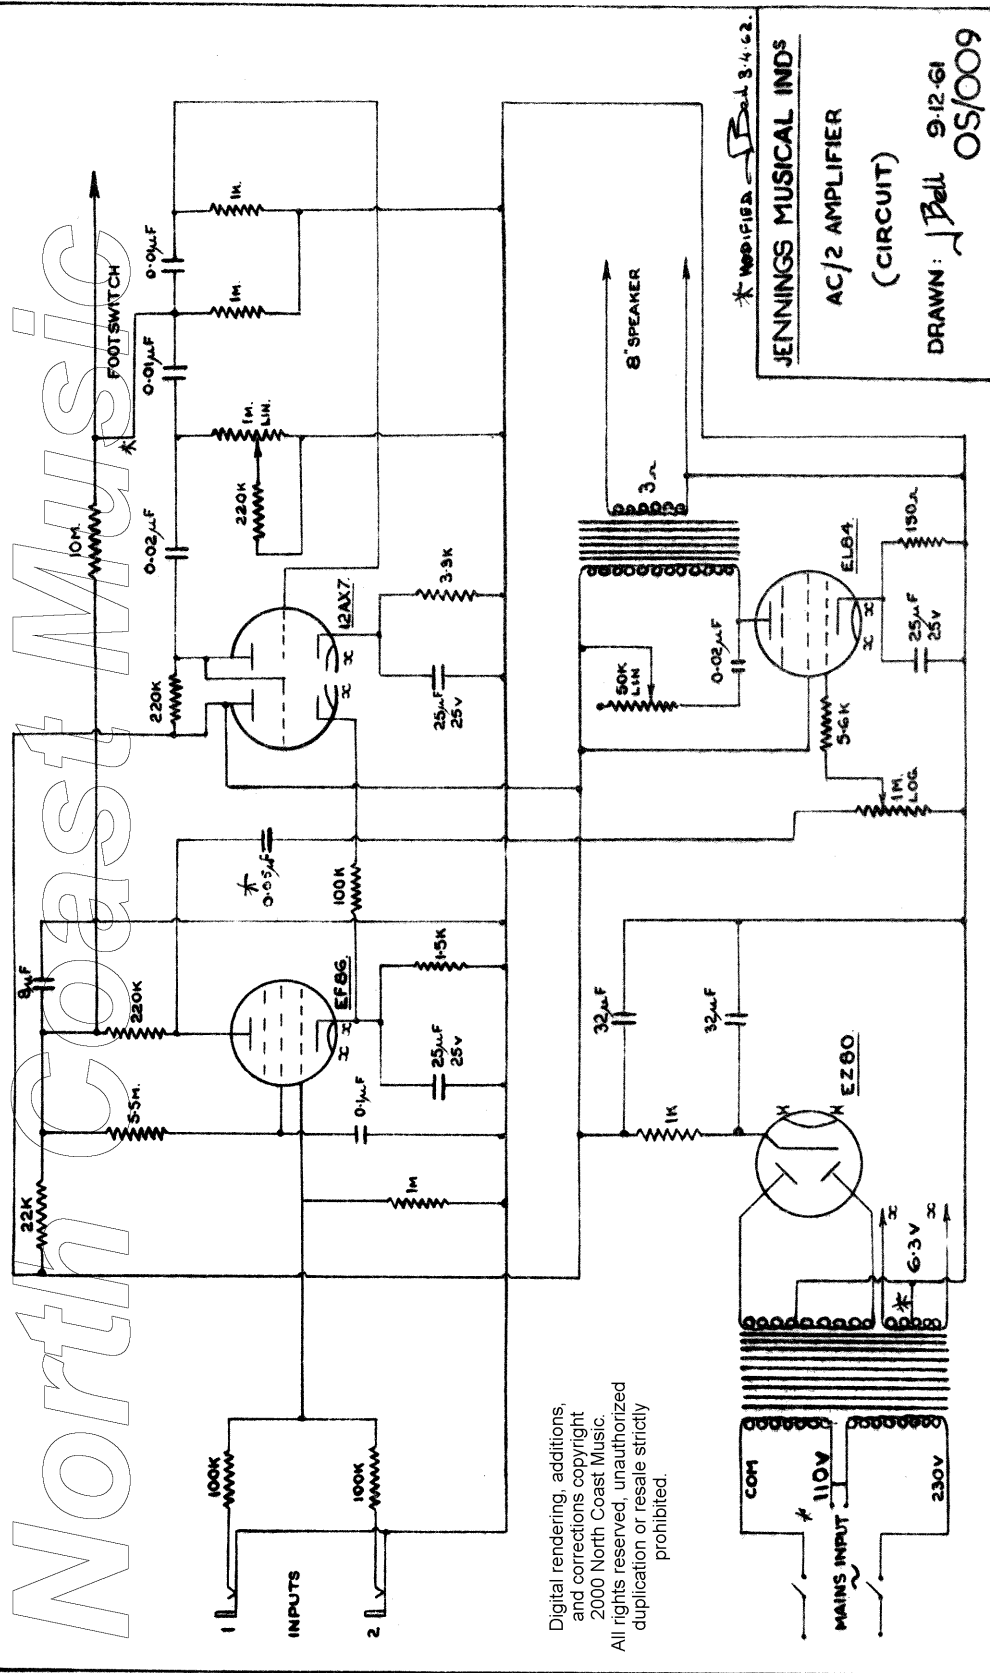 North Coast Music
* MODIFIED J Bell 3.4.62.
JENNINGS MUSICAL INDS
AC/2 AMPLIFIER
(CIRCUIT)
DRAWN: J Bell 9.12.61
OS/009
22K
8µF
10M.
FOOTSWITCH
*
5.5M.
220K
220K
0.02µF
0.01µF
0.01µF
1M.
LIN.
220K
1M.
1K.
* 0.05µF
100K
100K
1
INPUTS
100K
2
1M
0.1µF
EF86.
x
x
25µF
25V
1.5K
12AX7.
x
x
25µF
25V
3.9K
50K
LIN
0.02µF
3Ω
8" SPEAKER
5.6K
1M.
LOG
EL84.
x
x
25µF
25V
150Ω
32µF
32µF
1K
EZ80.
x
x
x
x
6.3V
*
COM
110V
230V
*
MAINS INPUT
~
Digital rendering, additions,
and corrections copyright
2000 North Coast Music.
All rights reserved, unauthorized
duplication or resale strictly
prohibited.